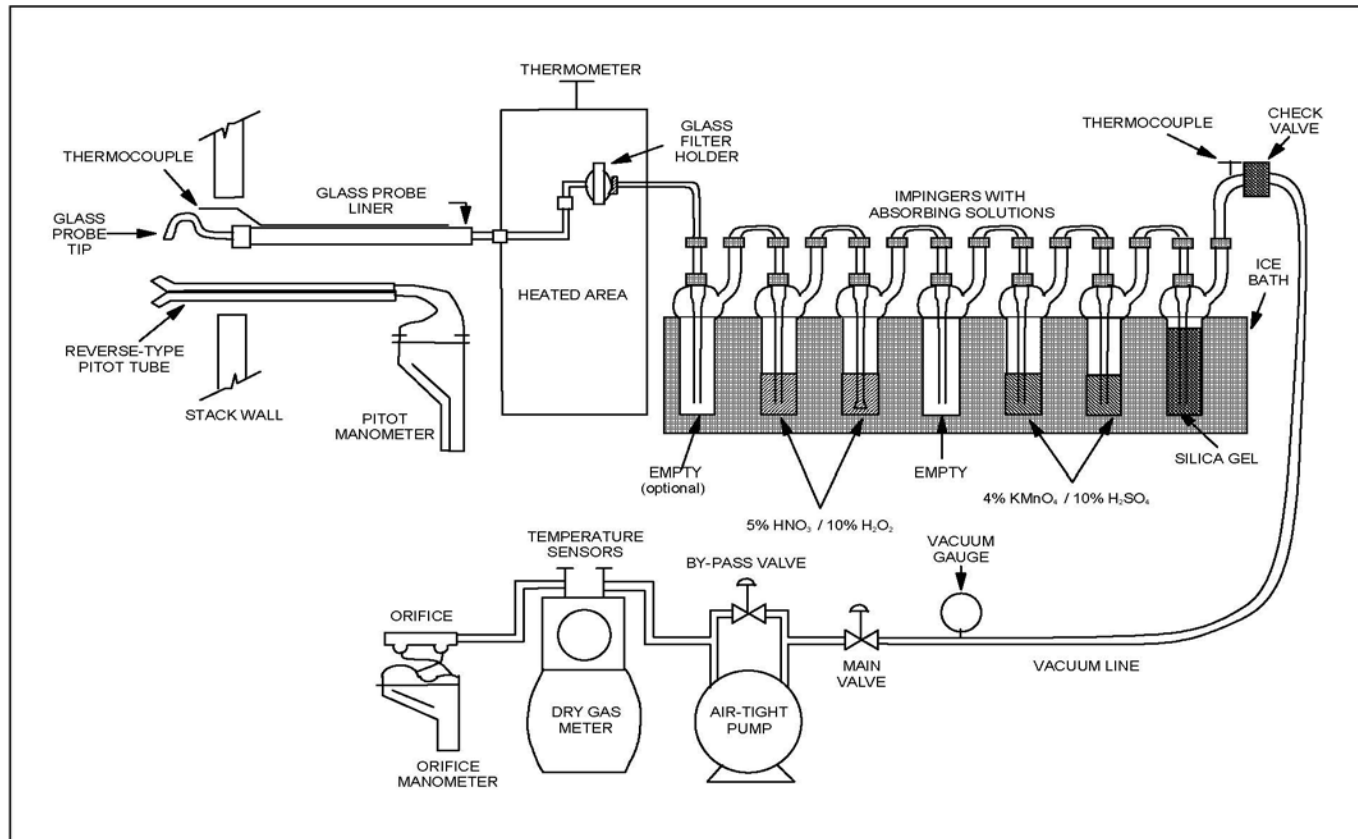 THERMOMETER
THERMOCOUPLE
GLASS
PROBE
TIP
GLASS PROBE
LINER
GLASS
FILTER
HOLDER
HEATED AREA
REVERSE-TYPE
PITOT TUBE
STACK WALL
PITOT
MANOMETER
IMPINGERS WITH
ABSORBING SOLUTIONS
THERMOCOUPLE
CHECK
VALVE
ICE
BATH
EMPTY
(optional)
5% HNO₃ / 10% H₂O₂
EMPTY
4% KMnO₄ / 10% H₂SO₄
SILICA GEL
TEMPERATURE
SENSORS
BY-PASS VALVE
VACUUM
GAUGE
ORIFICE
MAIN
VALVE
VACUUM LINE
DRY GAS
METER
AIR-TIGHT
PUMP
ORIFICE
MANOMETER